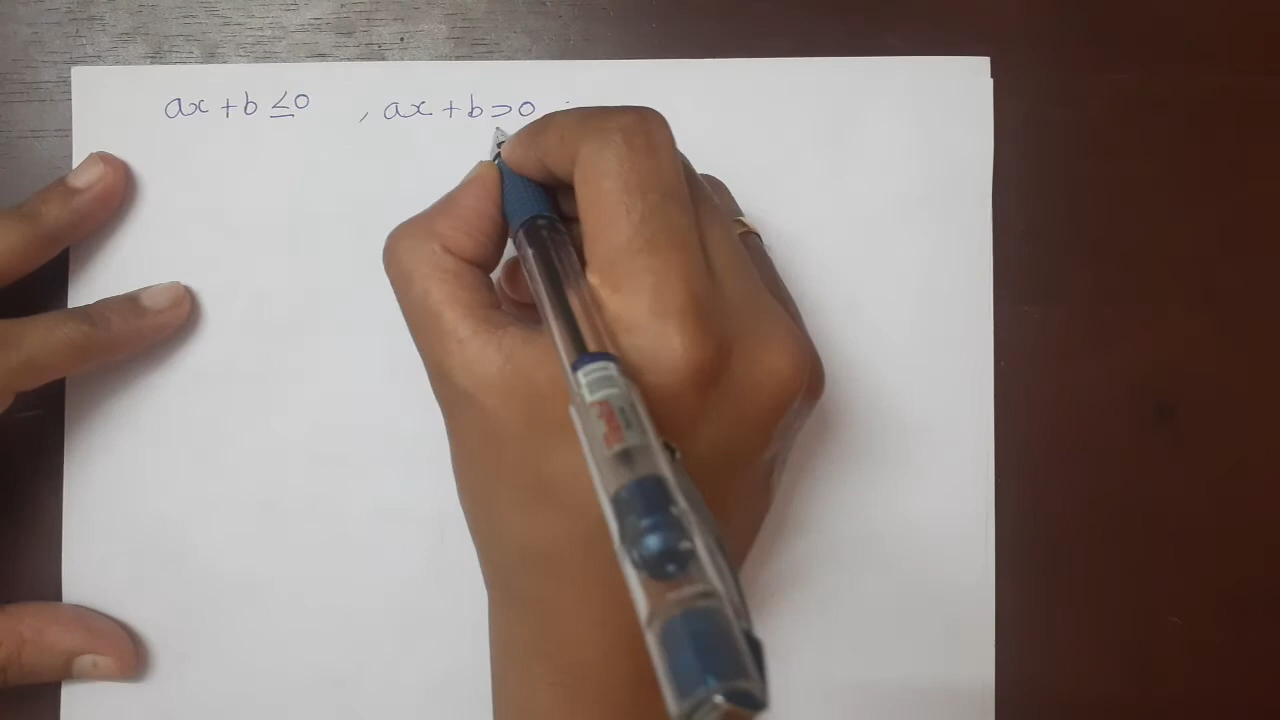 ax + b ≤ 0 , ax + b > 0